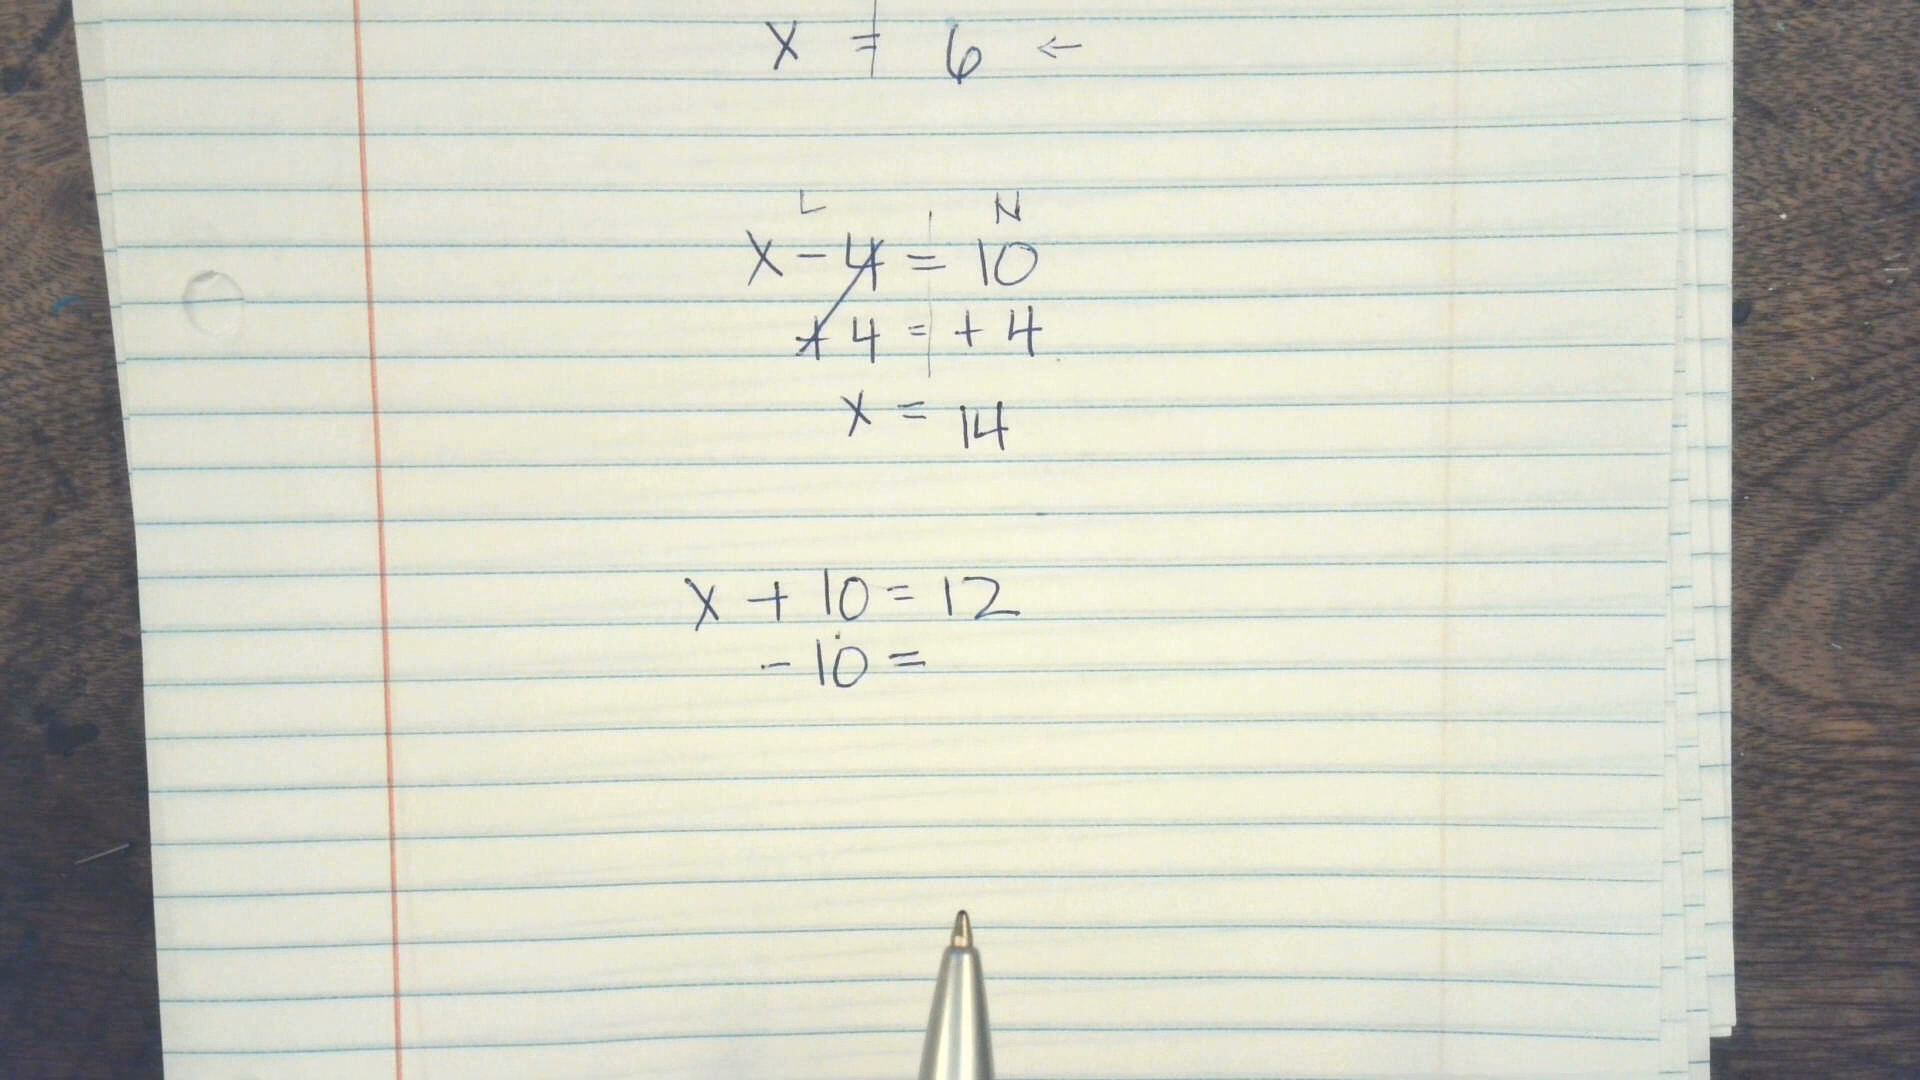 x = 6 ←
L N
x - 4 = 10
+ 4 = + 4
x = 14
x + 10 = 12
- 10 =